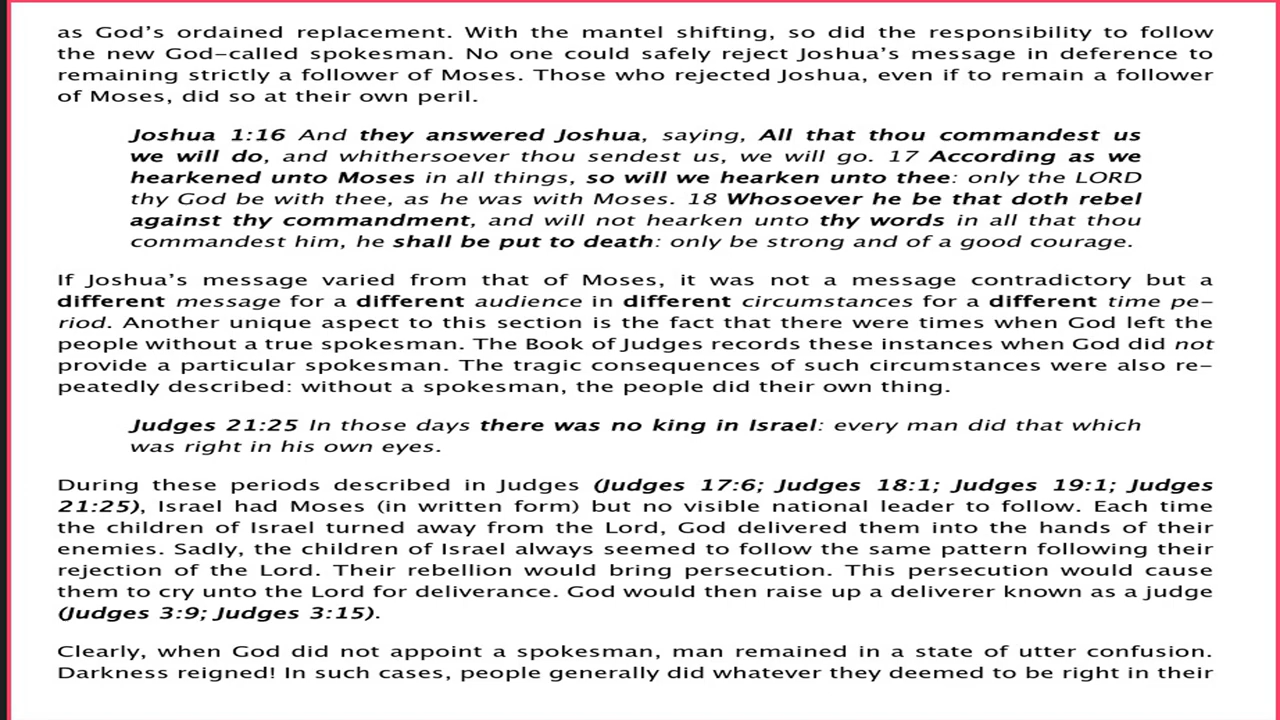 as God's ordained replacement. With the mantel shifting, so did the responsibility to follow
the new God-called spokesman. No one could safely reject Joshua's message in deference to
remaining strictly a follower of Moses. Those who rejected Joshua, even if to remain a follower
of Moses, did so at their own peril.
Joshua 1:16 And they answered Joshua, saying, All that thou commandest us
we will do, and whithersoever thou sendest us, we will go. 17 According as we
hearkened unto Moses in all things, so will we hearken unto thee: only the LORD
thy God be with thee, as he was with Moses. 18 Whosoever he be that doth rebel
against thy commandment, and will not hearken unto thy words in all that thou
commandest him, he shall be put to death: only be strong and of a good courage.
If Joshua's message varied from that of Moses, it was not a message contradictory but a
different message for a different audience in different circumstances for a different time pe-
riod. Another unique aspect to this section is the fact that there were times when God left the
people without a true spokesman. The Book of Judges records these instances when God did not
provide a particular spokesman. The tragic consequences of such circumstances were also re-
peatedly described: without a spokesman, the people did their own thing.
Judges 21:25 In those days there was no king in Israel: every man did that which
was right in his own eyes.
During these periods described in Judges (Judges 17:6; Judges 18:1; Judges 19:1; Judges
21:25), Israel had Moses (in written form) but no visible national leader to follow. Each time
the children of Israel turned away from the Lord, God delivered them into the hands of their
enemies. Sadly, the children of Israel always seemed to follow the same pattern following their
rejection of the Lord. Their rebellion would bring persecution. This persecution would cause
them to cry unto the Lord for deliverance. God would then raise up a deliverer known as a judge
(Judges 3:9; Judges 3:15).
Clearly, when God did not appoint a spokesman, man remained in a state of utter confusion.
Darkness reigned! In such cases, people generally did whatever they deemed to be right in their